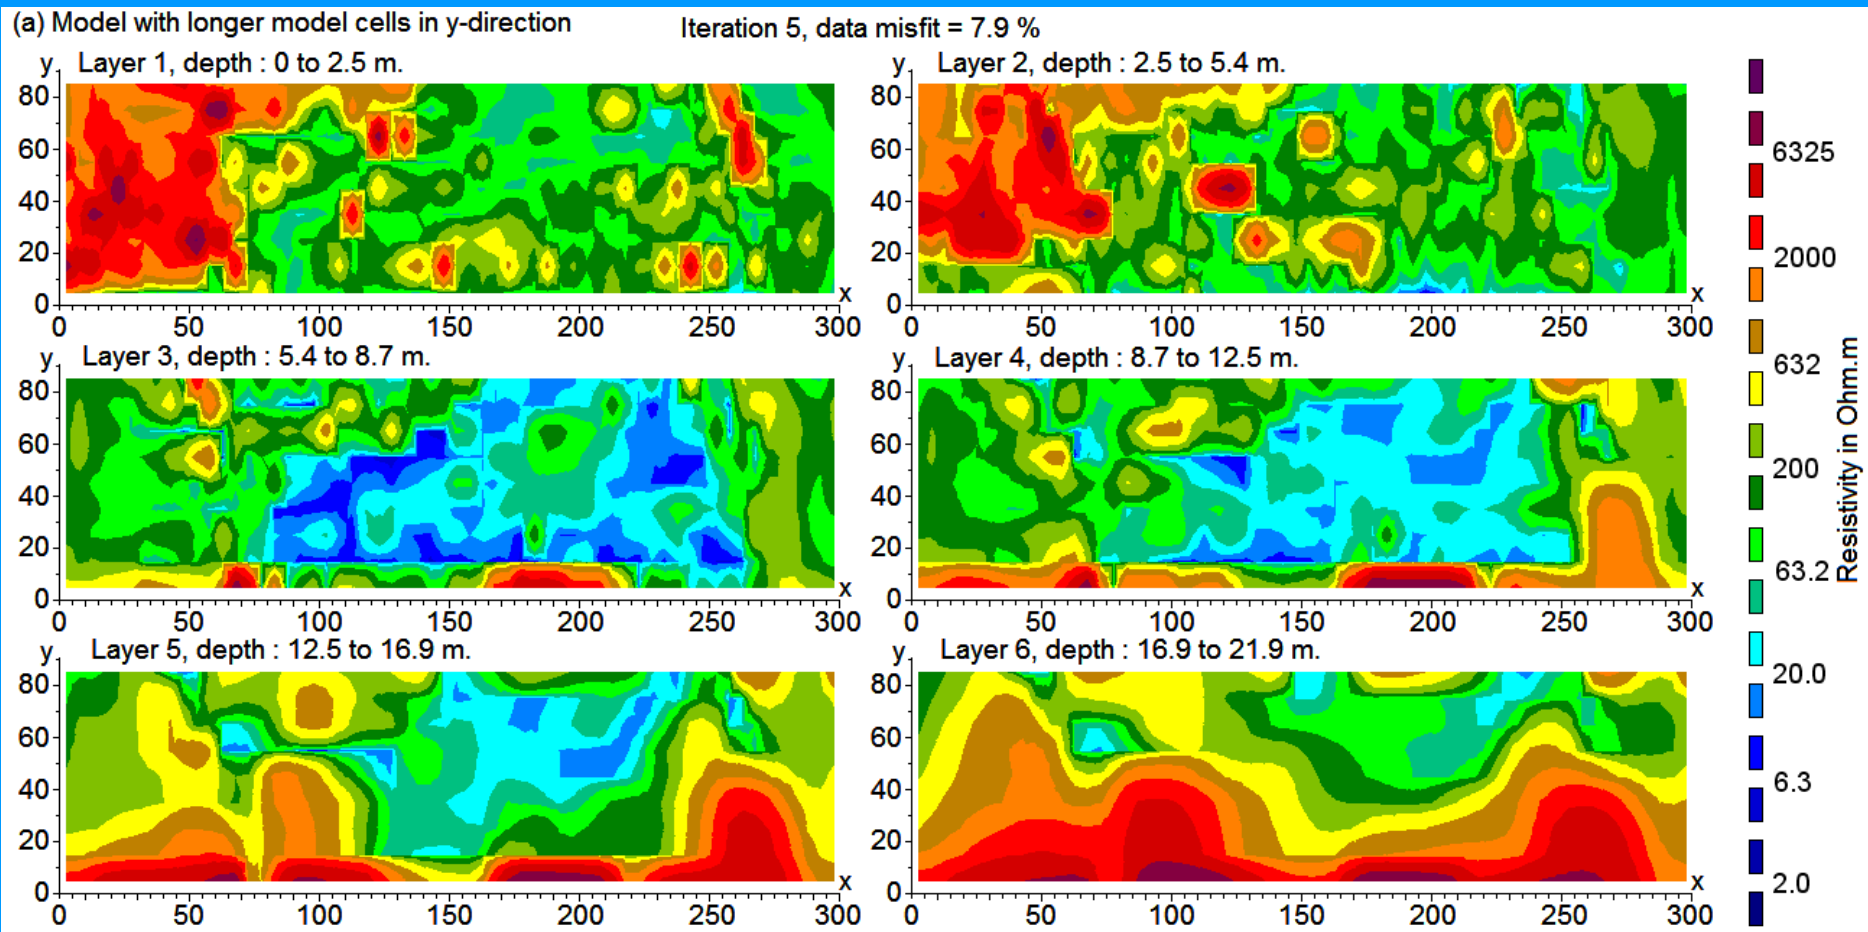 (a) Model with longer model cells in y-direction
Iteration 5, data misfit = 7.9 %
y
Layer 1, depth : 0 to 2.5 m.
80
60
40
20
0
x
0 50 100 150 200 250 300
y
Layer 2, depth : 2.5 to 5.4 m.
80
60
40
20
0
x
0 50 100 150 200 250 300
y
Layer 3, depth : 5.4 to 8.7 m.
80
60
40
20
0
x
0 50 100 150 200 250 300
y
Layer 4, depth : 8.7 to 12.5 m.
80
60
40
20
0
x
0 50 100 150 200 250 300
y
Layer 5, depth : 12.5 to 16.9 m.
80
60
40
20
0
x
0 50 100 150 200 250 300
y
Layer 6, depth : 16.9 to 21.9 m.
80
60
40
20
0
x
0 50 100 150 200 250 300
6325
2000
632
200
63.2
20.0
6.3
2.0
Resistivity in Ohm.m